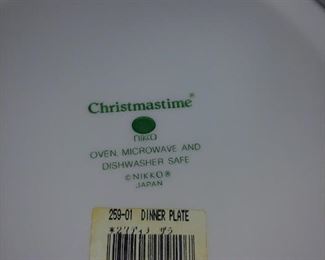 Christmastime®
NIKKO
OVEN, MICROWAVE AND
DISHWASHER SAFE
©NIKKO®
JAPAN
259-01 DINNER PLATE